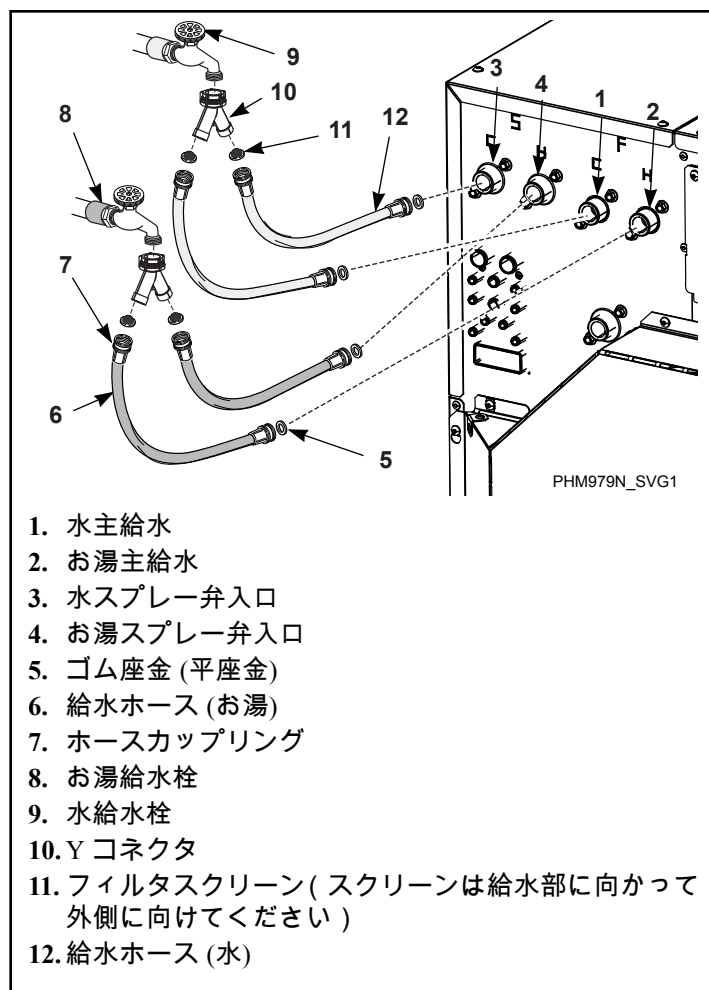 9
10
11
12
8
3
4
1
2
S
F
C
H
C
H
7
6
5
PHM979N_SVG1
1. 水主給水
2. お湯主給水
3. 水スプレー弁入口
4. お湯スプレー弁入口
5. ゴム座金 (平座金)
6. 給水ホース (お湯)
7. ホースカップリング
8. お湯給水栓
9. 水給水栓
10. Y コネクタ
11. フィルタスクリーン( スクリーンは給水部に向かって
外側に向けてください )
12. 給水ホース (水)